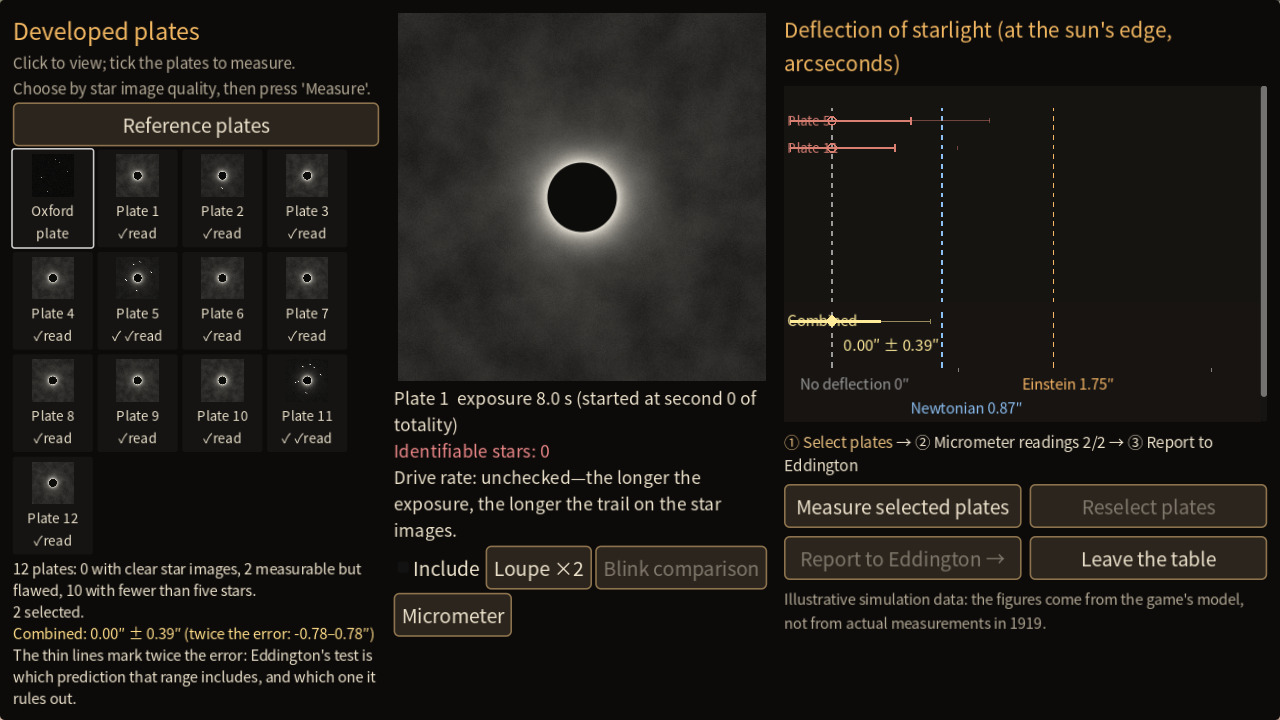 Developed plates
Click to view; tick the plates to measure.
Choose by star image quality, then press 'Measure'.
Reference plates
Oxford
plate
Plate 1
✓read
Plate 2
✓read
Plate 3
✓read
Plate 4
✓read
Plate 5
✓ ✓read
Plate 6
✓read
Plate 7
✓read
Plate 8
✓read
Plate 9
✓read
Plate 10
✓read
Plate 11
✓ ✓read
Plate 12
✓read
12 plates: 0 with clear star images, 2 measurable but
flawed, 10 with fewer than five stars.
2 selected.
Combined: 0.00″ ± 0.39″ (twice the error: -0.78–0.78″)
The thin lines mark twice the error: Eddington's test is
which prediction that range includes, and which one it
rules out.
Plate 1 exposure 8.0 s (started at second 0 of
totality)
Identifiable stars: 0
Drive rate: unchecked—the longer the
exposure, the longer the trail on the star
images.
Include
Loupe ×2
Blink comparison
Micrometer
Deflection of starlight (at the sun's edge,
arcseconds)
Plate
Plate
Combined
0.00″ ± 0.39″
No deflection 0″
Einstein 1.75″
Newtonian 0.87″
① Select plates → ② Micrometer readings 2/2 → ③ Report to
Eddington
Measure selected plates
Reselect plates
Report to Eddington →
Leave the table
Illustrative simulation data: the figures come from the game's model,
not from actual measurements in 1919.